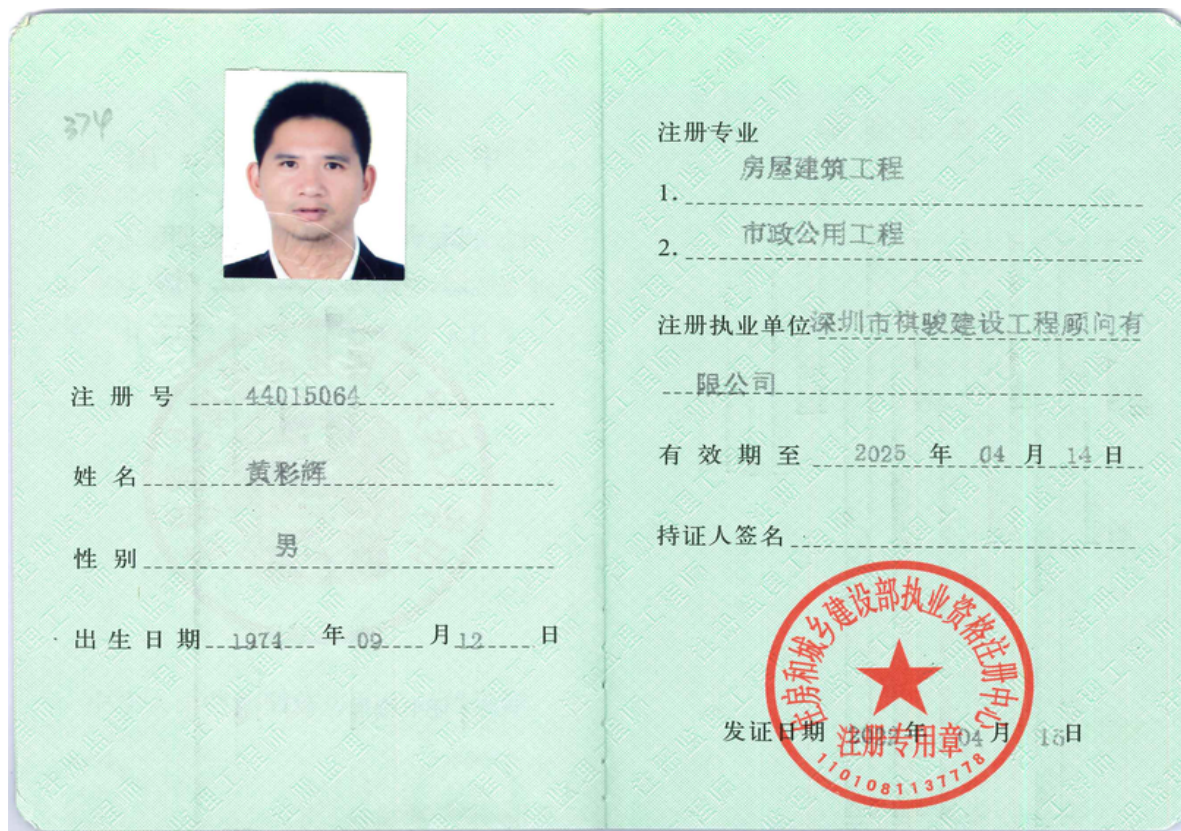 374
注 册 号 44015064
姓 名 黄彩辉
性 别 男
出 生 日 期 1974 年 09 月 12 日
注册专业
1. 房屋建筑工程
2. 市政公用工程
注册执业单位 深圳市祺骏建设工程顾问有
限公司
有 效 期 至 2025 年 04 月 14 日
持证人签名
住房和城乡建设部执业资格注册中心
发证日期 2022 年 04 月 15 日
注册专用章
1101081137778